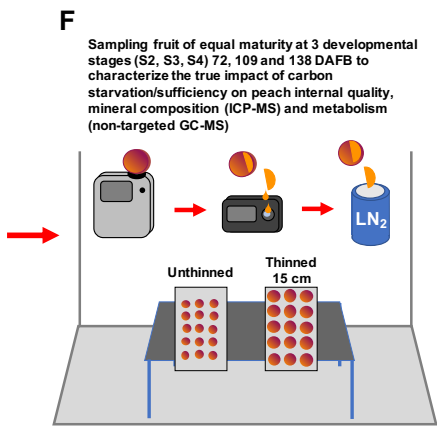 F
Sampling fruit of equal maturity at 3 developmental
stages (S2, S3, S4) 72, 109 and 138 DAFB to
characterize the true impact of carbon
starvation/sufficiency on peach internal quality,
mineral composition (ICP-MS) and metabolism
(non-targeted GC-MS)
LN2
Unthinned
Thinned
15 cm